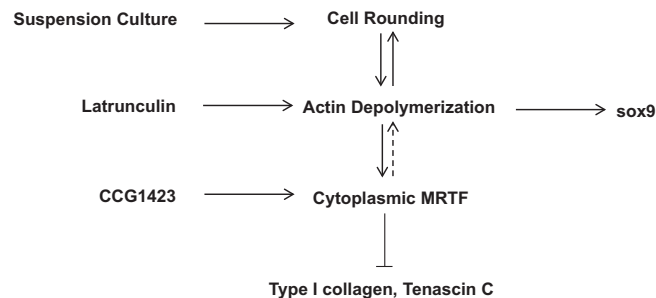 Suspension Culture
Cell Rounding
Latrunculin
Actin Depolymerization
sox9
CCG1423
Cytoplasmic MRTF
Type I collagen, Tenascin C